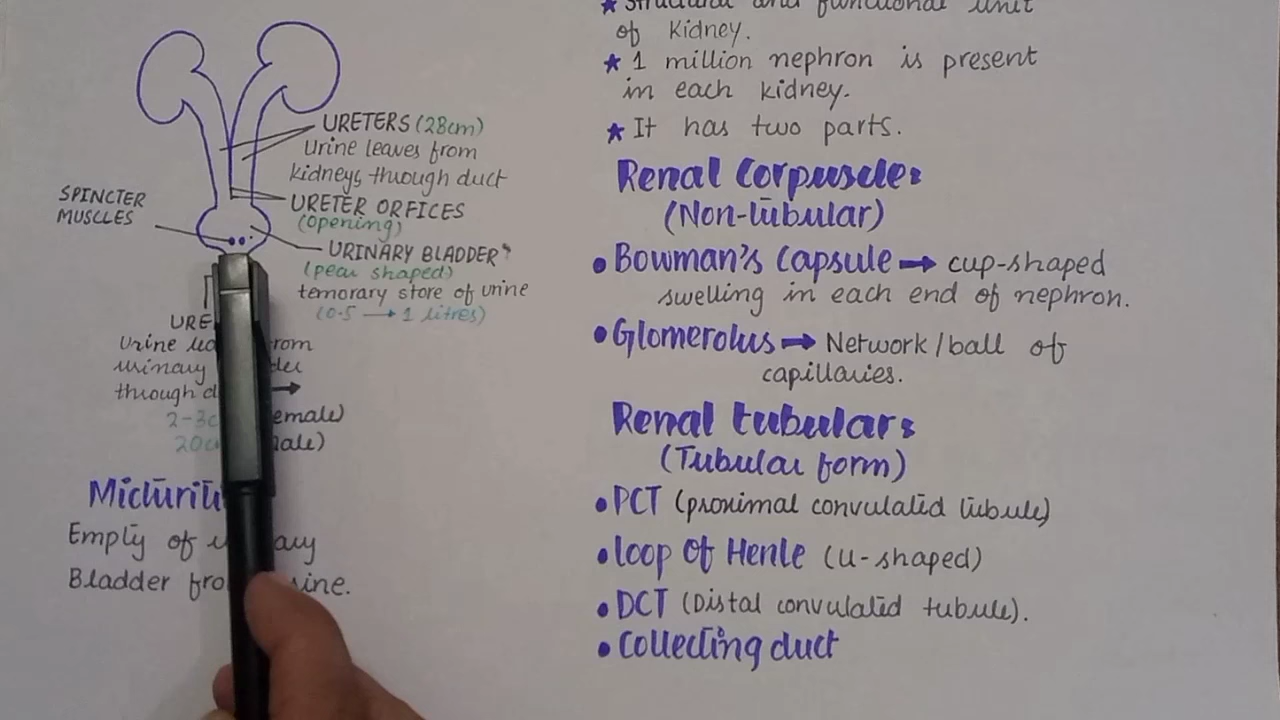 URETERS (28cm)
Urine leaves from
kidneys through duct
SPINCTER
MUSCLES
URETER ORFICES
(opening)
URINARY BLADDER
(pear shaped)
temorary store of urine
(0.5 → 1 litres)
Urine
urinary
through
Empty of
Bladder
★ Structural and functional unit
of kidney.
★ 1 million nephron is present
in each kidney.
★ It has two parts.
Renal Corpuscle:
(Non-tubular)
• Bowman's Capsule → cup-shaped
swelling in each end of nephron.
• Glomerolus → Network/ball of
capillaries.
Renal tubular:
(Tubular form)
• PCT (proximal convulated tubule)
• Loop of Henle (U-shaped)
• DCT (Distal convulated tubule).
• Collecting duct